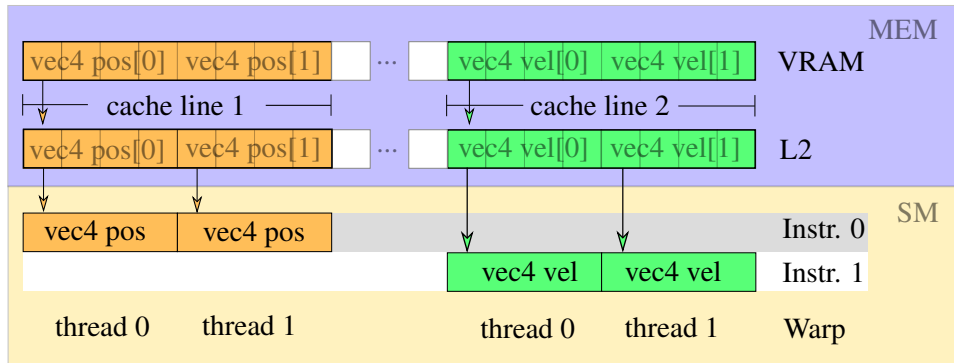 MEM
vec4 pos[0] vec4 pos[1] ... vec4 vel[0] vec4 vel[1] VRAM
cache line 1 cache line 2
vec4 pos[0] vec4 pos[1] ... vec4 vel[0] vec4 vel[1] L2
SM
vec4 pos vec4 pos Instr. 0
vec4 vel vec4 vel Instr. 1
thread 0 thread 1 thread 0 thread 1 Warp